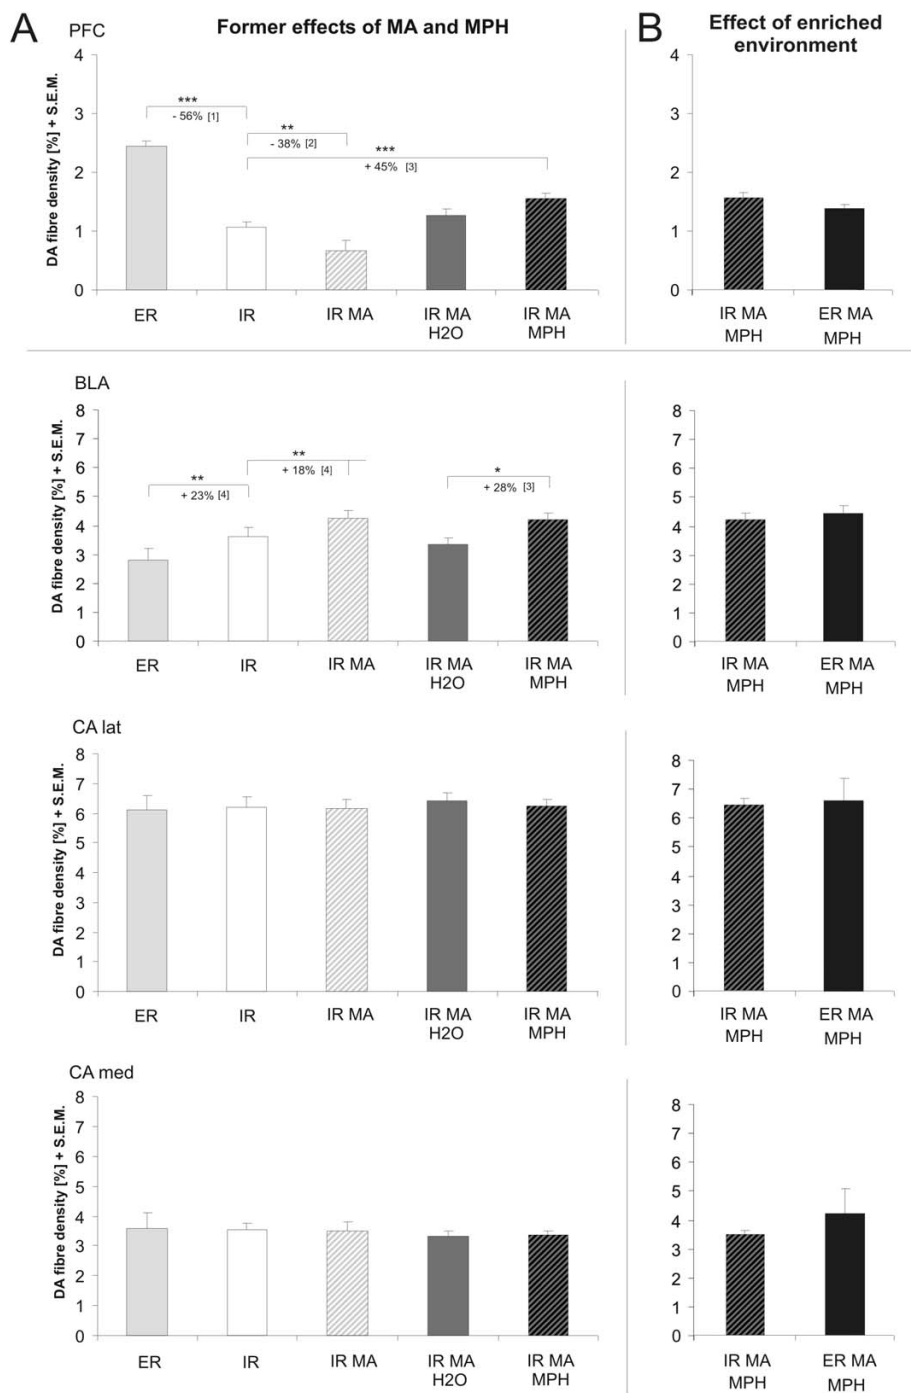 A
PFC
Former effects of MA and MPH
DA fibre density [%] + S.E.M.
4
3
2
1
0
***
- 56% [1]
**
- 38% [2]
***
+ 45% [3]
ER
IR
IR MA
IR MA
H2O
IR MA
MPH
B
Effect of enriched
environment
4
3
2
1
0
IR MA
MPH
ER MA
MPH
BLA
DA fibre density [%] + S.E.M.
8
7
6
5
4
3
2
1
0
**
+ 23% [4]
**
+ 18% [4]
*
+ 28% [3]
ER
IR
IR MA
IR MA
H2O
IR MA
MPH
8
7
6
5
4
3
2
1
0
IR MA
MPH
ER MA
MPH
CA lat
DA fibre density [%] + S.E.M.
8
7
6
5
4
3
2
1
0
ER
IR
IR MA
IR MA
H2O
IR MA
MPH
8
7
6
5
4
3
2
1
0
IR MA
MPH
ER MA
MPH
CA med
DA fibre density [%] + S.E.M.
8
7
6
5
4
3
2
1
0
ER
IR
IR MA
IR MA
H2O
IR MA
MPH
8
7
6
5
4
3
2
1
0
IR MA
MPH
ER MA
MPH